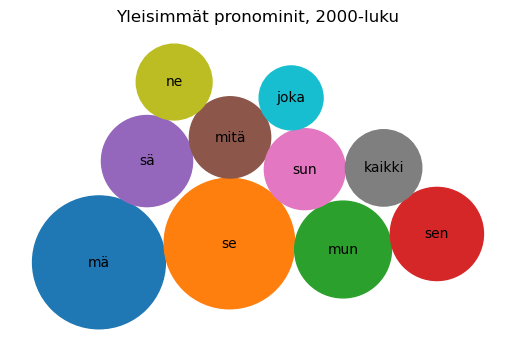 Yleisimmät pronominit, 2000-luku
ne
joka
mitä
sä
sun
kaikki
sen
se
mun
mä